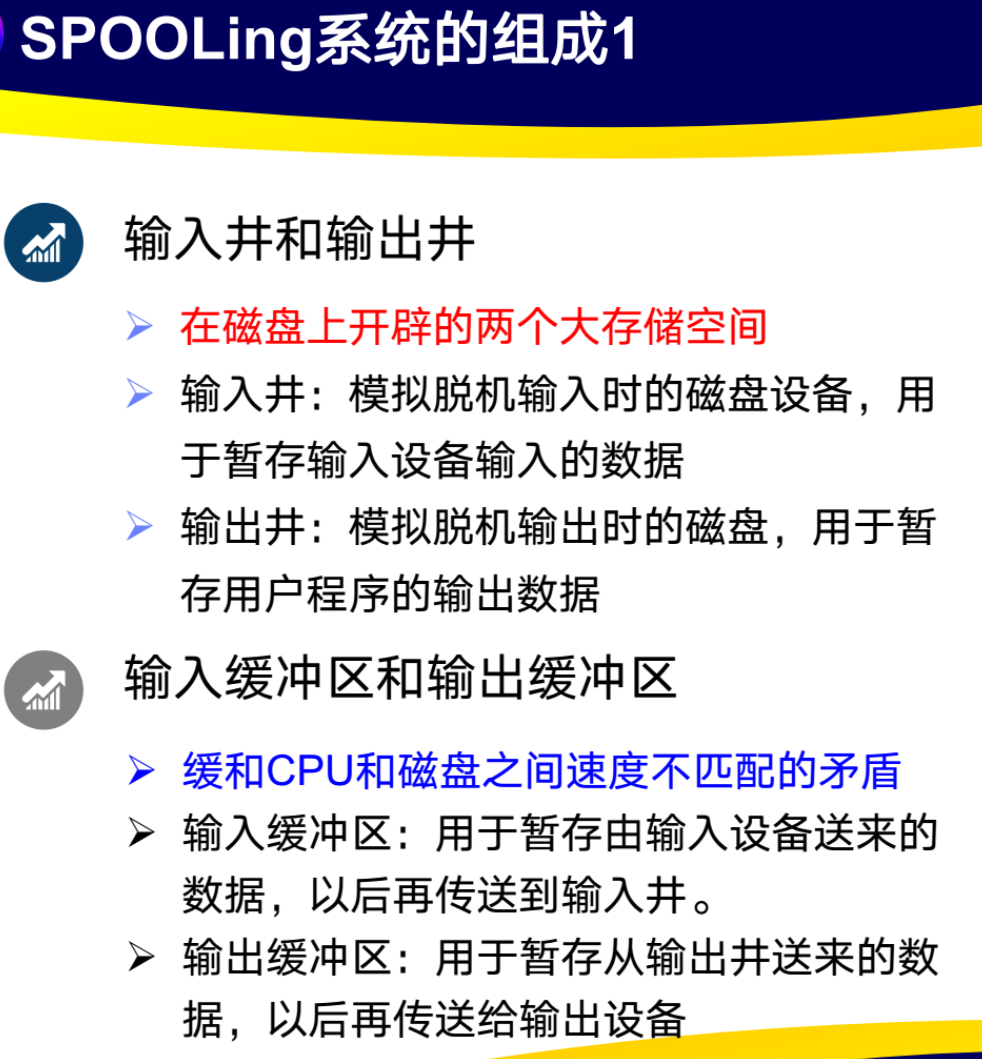 SPOOLing系统的组成1
输入井和输出井
在磁盘上开辟的两个大存储空间
输入井：模拟脱机输入时的磁盘设备，用
于暂存输入设备输入的数据
输出井：模拟脱机输出时的磁盘，用于暂
存用户程序的输出数据
输入缓冲区和输出缓冲区
缓和CPU和磁盘之间速度不匹配的矛盾
输入缓冲区：用于暂存由输入设备送来的
数据，以后再传送到输入井。
输出缓冲区：用于暂存从输出井送来的数
据，以后再传送给输出设备